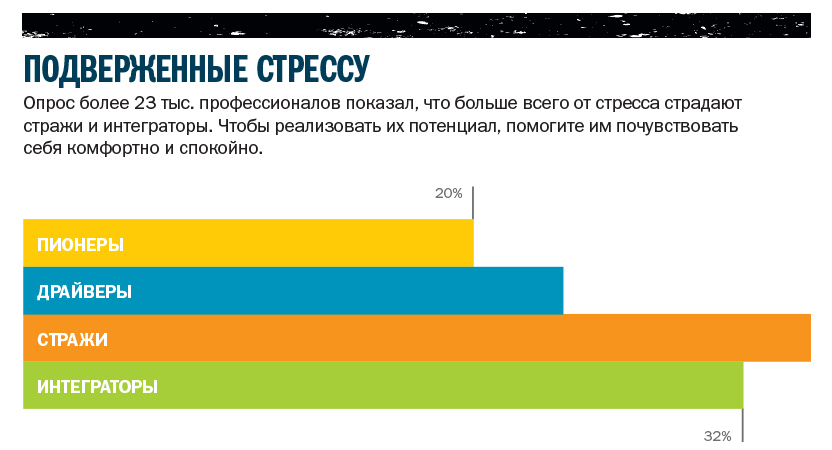 ПОДВЕРЖЕННЫЕ СТРЕССУ
Опрос более 23 тыс. профессионалов показал, что больше всего от стресса страдают
стражи и интеграторы. Чтобы реализовать их потенциал, помогите им почувствовать
себя комфортно и спокойно.
20%
ПИОНЕРЫ
ДРАЙВЕРЫ
СТРАЖИ
ИНТЕГРАТОРЫ
32%